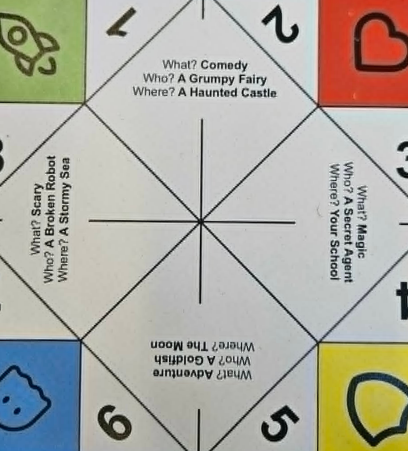 1
2
What? Comedy
Who? A Grumpy Fairy
Where? A Haunted Castle
3
What? Magic
Who? A Secret Agent
Where? Your School
4
5
What? Adventure
Who? A Goldfish
Where? The Moon
6
What? Scary
Who? A Broken Robot
Where? A Stormy Sea